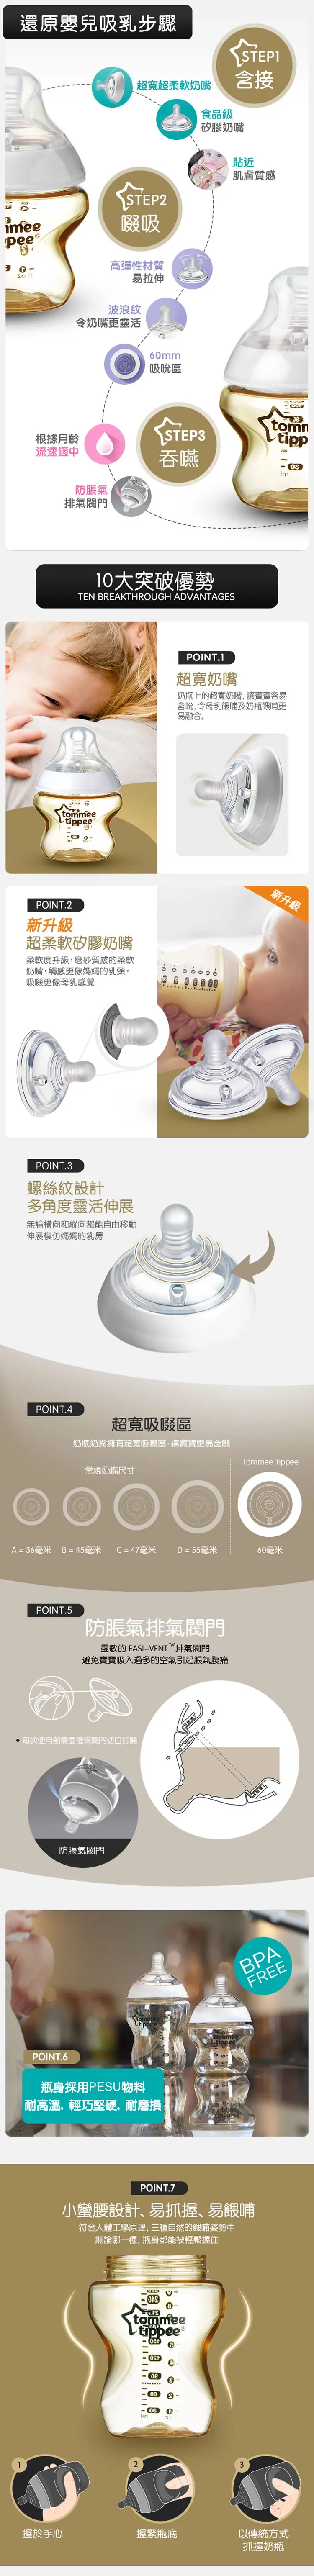 還原嬰兒吸乳步驟
STEP1
含接
超寬超柔軟奶嘴
食品級
矽膠奶嘴
貼近
肌膚質感
STEP2
啜吸
高彈性材質
易拉伸
波浪紋
令奶嘴更靈活
60mm
吸吮區
STEP3
吞嚥
根據月齡
流速適中
防脹氣
排氣閥門
10大突破優勢
TEN BREAKTHROUGH ADVANTAGES
POINT.1
超寬奶嘴
奶瓶上的超寬奶嘴, 讓寶寶容易
含吮, 令母乳餵哺及奶瓶餵哺更
易融合。
tommee
tippee
POINT.2
新升級
超柔軟矽膠奶嘴
柔軟度升級，磨砂質感的柔軟
奶嘴，觸感更像媽媽的乳頭，
吸啜更像母乳感覺
新升級
POINT.3
螺絲紋設計
多角度靈活伸展
無論橫向和縱向都能自由移動
伸展模仿媽媽的乳房
POINT.4
超寬吸啜區
奶瓶奶嘴擁有超寬吸啜區，讓寶寶更易含啜
常規奶嘴尺寸
Tommee Tippee
A = 36毫米
B = 45毫米
C = 47毫米
D = 55毫米
60毫米
POINT.5
防脹氣排氣閥門
靈敏的 EASI-VENT™排氣閥門
避免寶寶吸入過多的空氣引起脹氣腹痛
• 每次使用前需要確保閥門切口打開
防脹氣閥門
BPA
FREE
POINT.6
瓶身採用PESU物料
耐高溫, 輕巧堅硬, 耐磨損
POINT.7
小蠻腰設計、易抓握、易餵哺
符合人體工學原理, 三種自然的餵哺姿勢中
無論哪一種, 瓶身都能被輕鬆握住
tommee
tippee®
1
2
3
握於手心
握緊瓶底
以傳統方式
抓握奶瓶